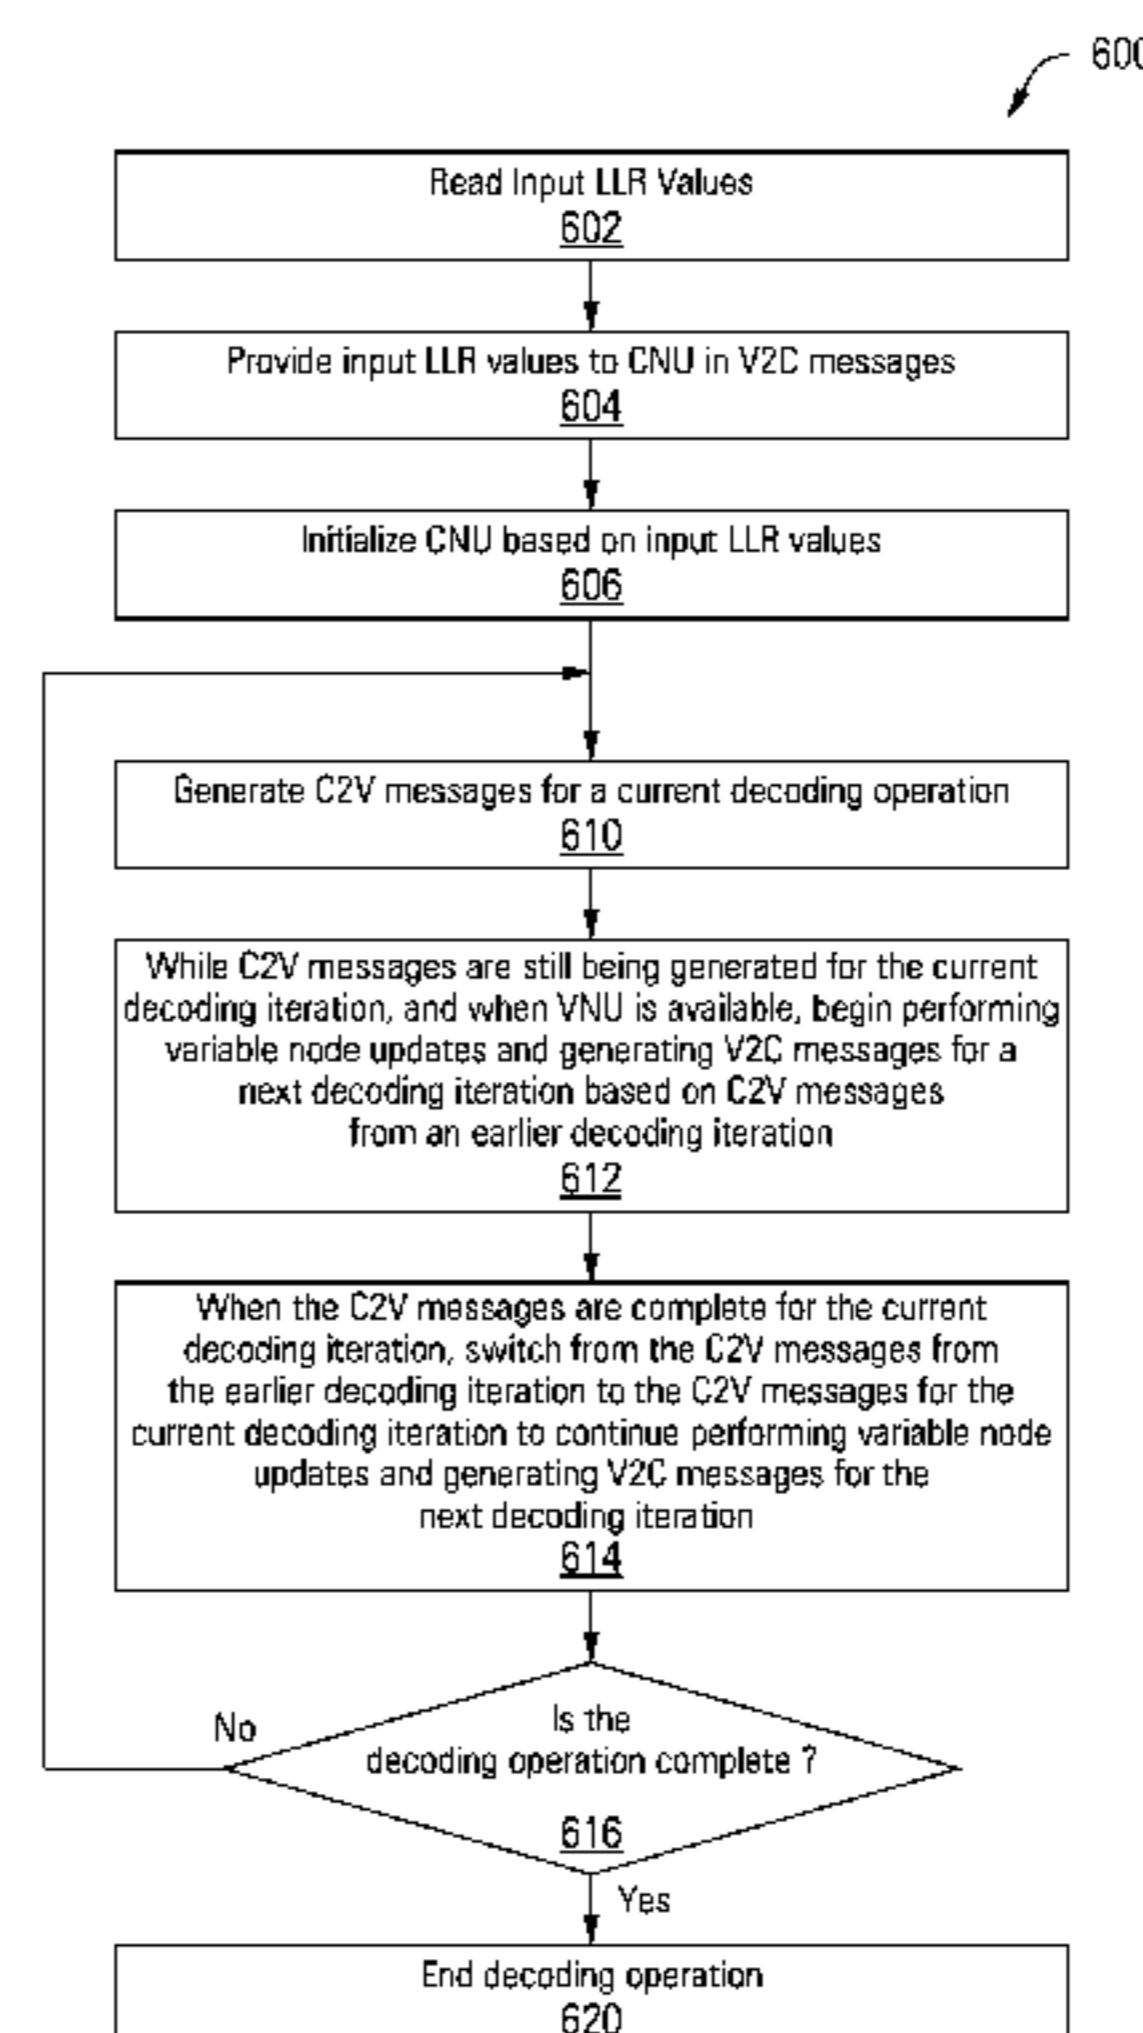 600
Read Input LLR Values
602
Provide input LLR values to CNU in V2C messages
604
Initialize CNU based on input LLR values
606
Generate C2V messages for a current decoding operation
610
While C2V messages are still being generated for the current
decoding iteration, and when VNU is available, begin performing
variable node updates and generating V2C messages for a
next decoding iteration based on C2V messages
from an earlier decoding iteration
612
When the C2V messages are complete for the current
decoding iteration, switch from the C2V messages from
the earlier decoding iteration to the C2V messages for the
current decoding iteration to continue performing variable node
updates and generating V2C messages for the
next decoding iteration
614
No
Is the
decoding operation complete ?
616
Yes
End decoding operation
620